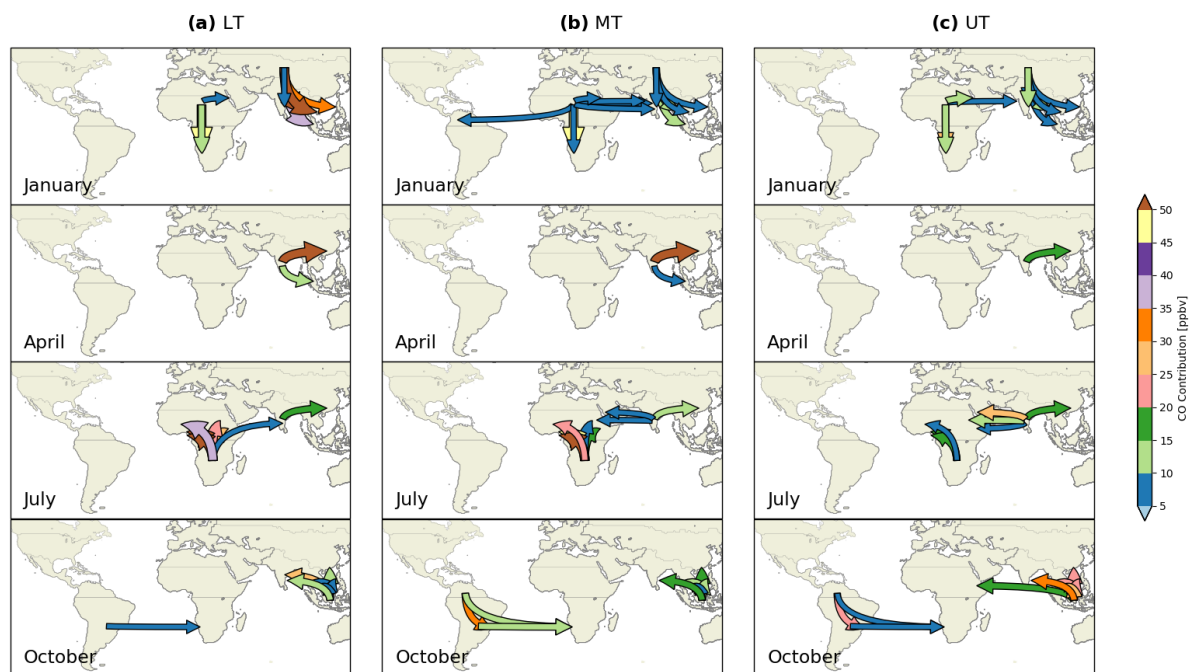 (a) LT
(b) MT
(c) UT
January
January
January
April
April
April
July
July
July
October
October
October
50
45
40
35
30
25
20
15
10
5
CO Contribution [ppbv]